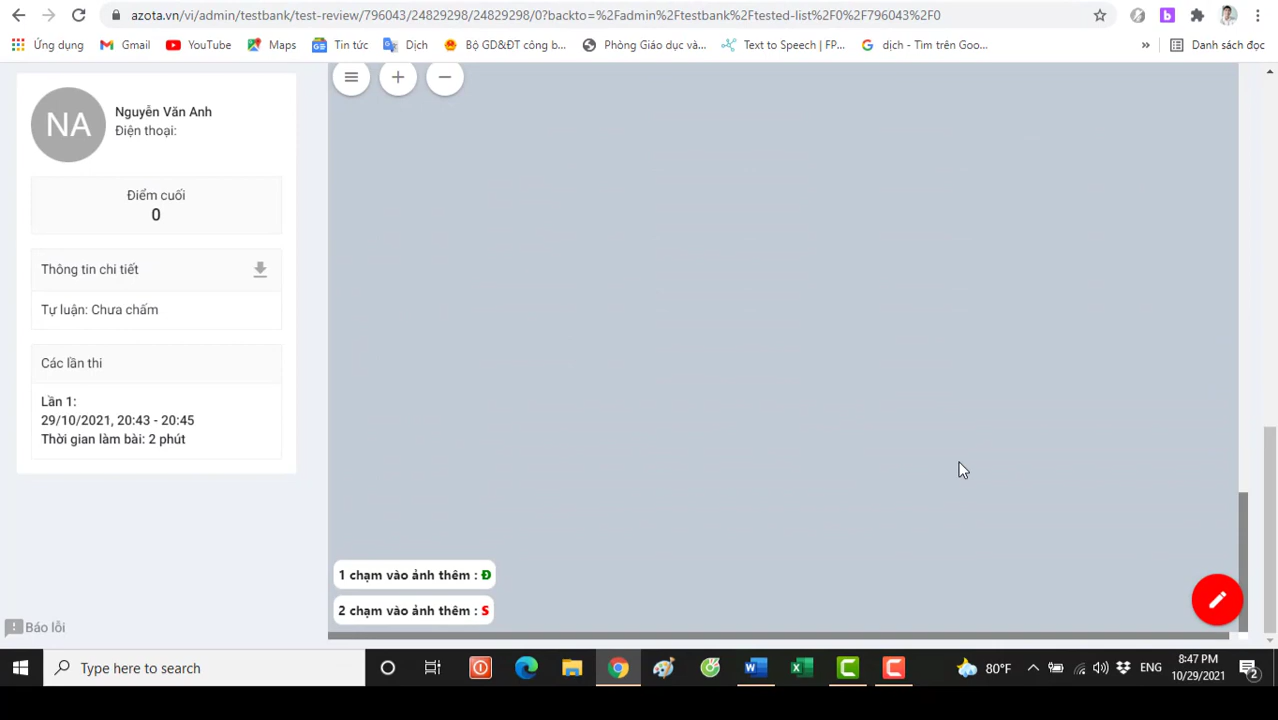 azota.vn/vi/admin/testbank/test-review/796043/24829298/24829298/0?backto=%2Fadmin%2Ftestbank%2Ftested-list%2F0%2F796043%2F0
Ứng dụng Gmail YouTube Maps Tin tức Dịch Bộ GD&ĐT công b... Phòng Giáo dục và... Text to Speech | FP... dịch - Tìm trên Goo... » Danh sách đọc
NA
Nguyễn Văn Anh
Điện thoại:
Điểm cuối
0
Thông tin chi tiết
Tự luận: Chưa chấm
Các lần thi
Lần 1:
29/10/2021, 20:43 - 20:45
Thời gian làm bài: 2 phút
1 chạm vào ảnh thêm : Đ
2 chạm vào ảnh thêm : S
Báo lỗi
Type here to search
80°F
ENG
8:47 PM
10/29/2021
2